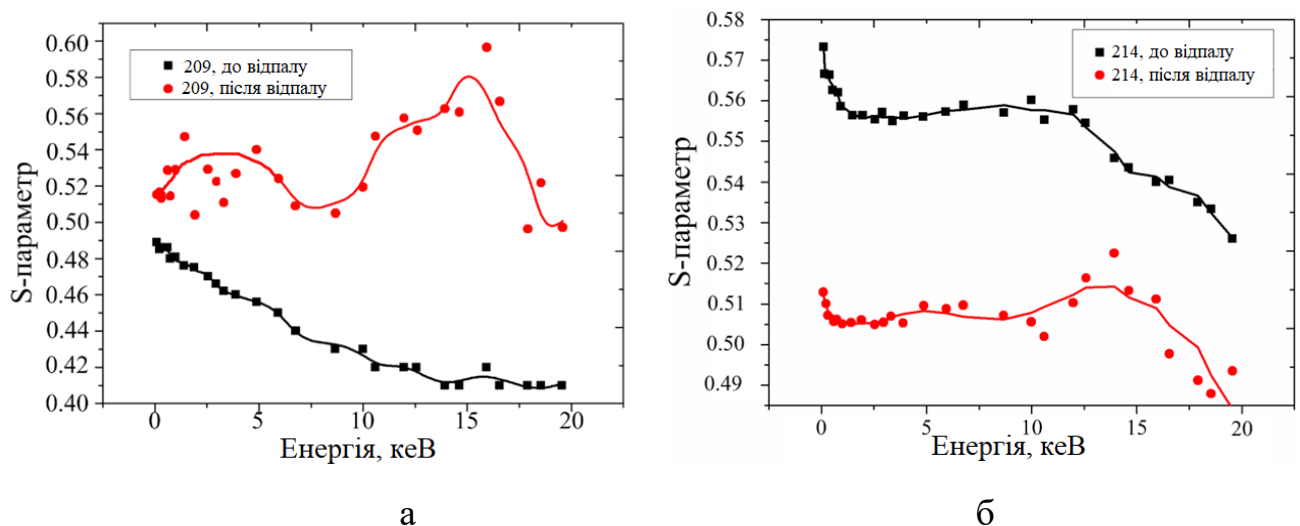 S-параметр
0.60
0.58
0.56
0.54
0.52
0.50
0.48
0.46
0.44
0.42
0.40
209, до відпалу
209, після відпалу
0 5 10 15 20
Енергія, кеВ
а
S-параметр
0.57
0.56
0.55
0.54
0.53
0.52
0.51
0.50
0.49
214, до відпалу
214, після відпалу
0 5 10 15 20
Енергія, кеВ
б